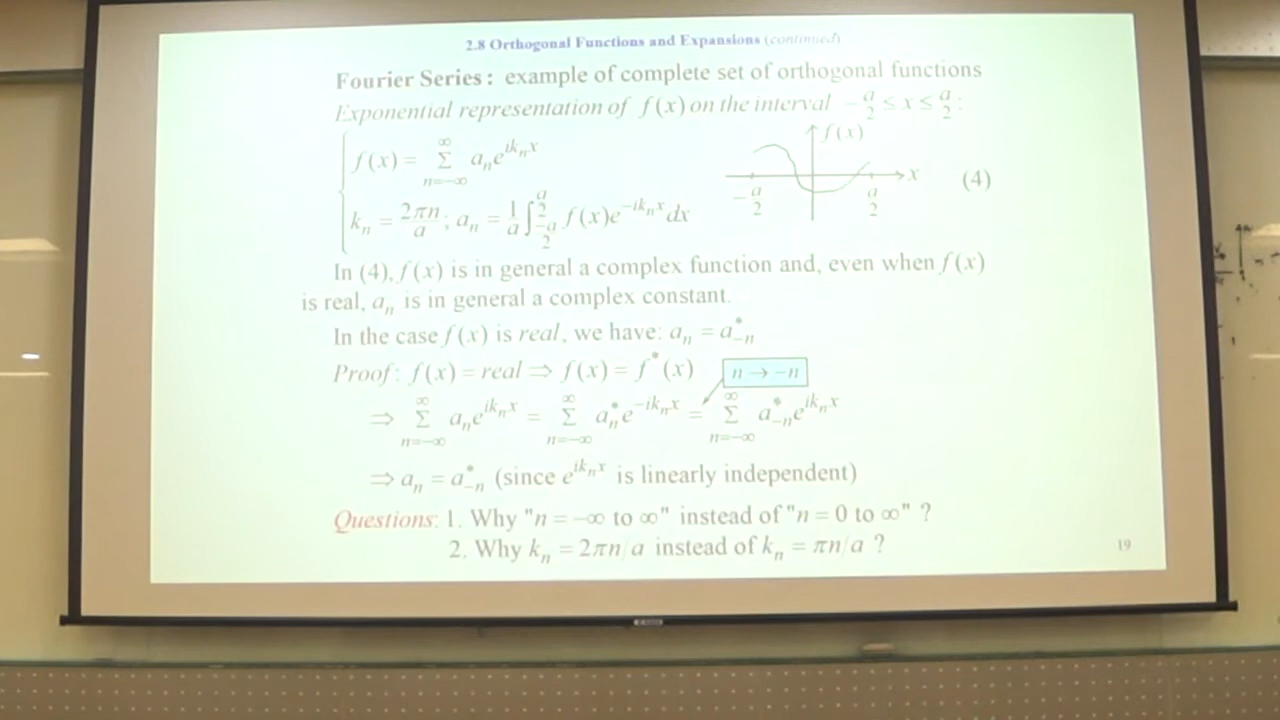 2.8 Orthogonal Functions and Expansions (continued)
Fourier Series : example of complete set of orthogonal functions
Exponential representation of f(x) on the interval −a/2 ≤ x ≤ a/2 :
f(x) = ∑_{n=−∞}^{∞} a_n e^{ik_n x}
f(x)
x
−a/2
a/2
(4)
k_n = 2πn/a ; a_n = 1/a ∫_{−a/2}^{a/2} f(x)e^{−ik_n x} dx
In (4), f(x) is in general a complex function and, even when f(x)
is real, a_n is in general a complex constant.
In the case f(x) is real, we have: a_n = a*_{−n}
Proof: f(x) = real ⇒ f(x) = f*(x)
n → −n
⇒ ∑_{n=−∞}^{∞} a_n e^{ik_n x} = ∑_{n=−∞}^{∞} a*_n e^{−ik_n x} = ∑_{n=−∞}^{∞} a*_{−n} e^{ik_n x}
⇒ a_n = a*_{−n} (since e^{ik_n x} is linearly independent)
Questions: 1. Why "n = −∞ to ∞" instead of "n = 0 to ∞" ?
2. Why k_n = 2πn/a instead of k_n = πn/a ?
19